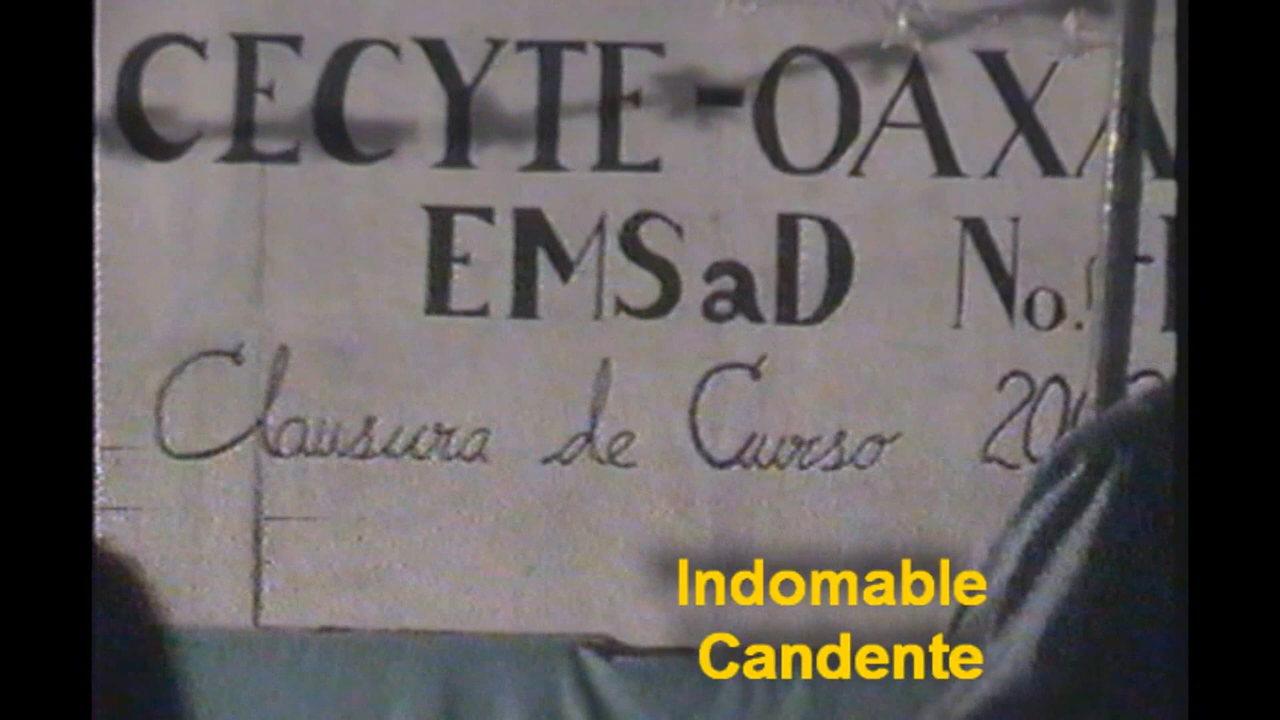 CECYTE-OAXA
EMSaD No.
Clausura de Curso
Indomable
Candente